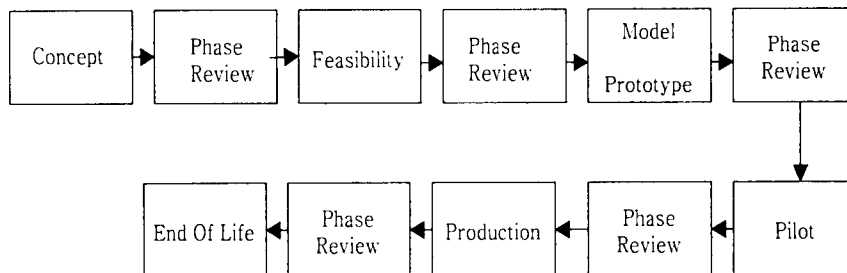 Concept
Phase
Review
Feasibility
Phase
Review
Model
Prototype
Phase
Review
Pilot
Phase
Review
Production
Phase
Review
End Of Life